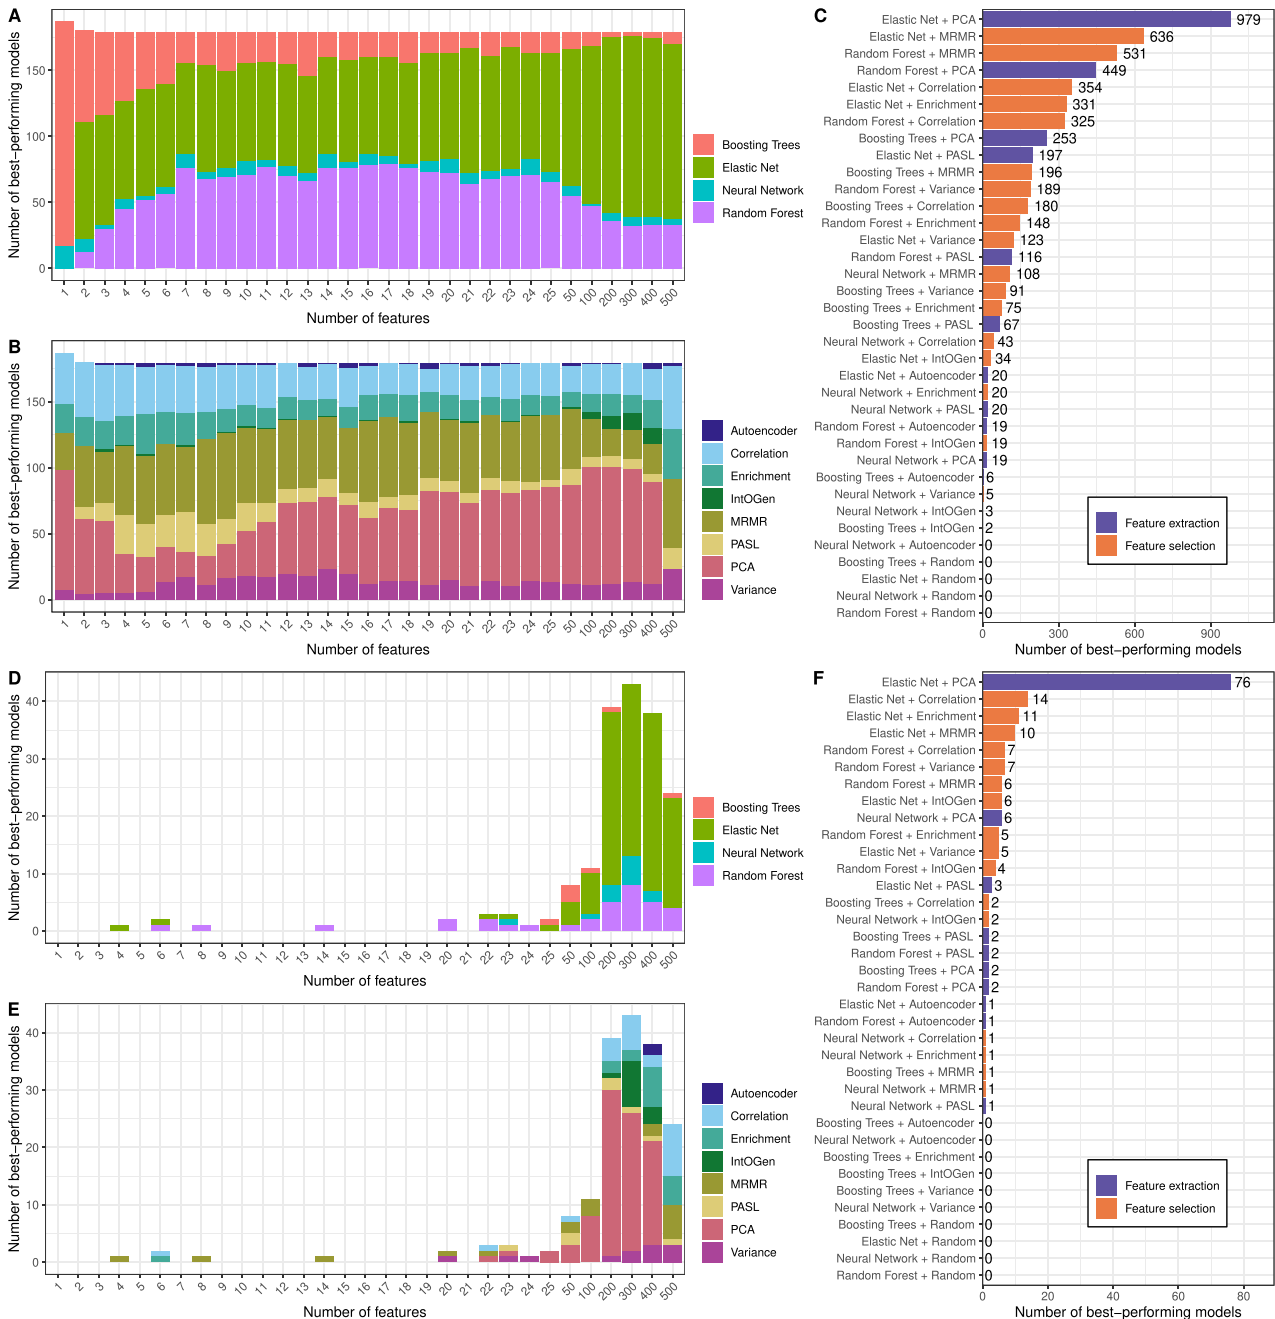 A
Number of best−performing models
150
100
50
0
1 2 3 4 5 6 7 8 9 10 11 12 13 14 15 16 17 18 19 20 21 22 23 24 25 50 100 200 300 400 500
Number of features
Boosting Trees
Elastic Net
Neural Network
Random Forest
B
Number of best−performing models
150
100
50
0
1 2 3 4 5 6 7 8 9 10 11 12 13 14 15 16 17 18 19 20 21 22 23 24 25 50 100 200 300 400 500
Number of features
Autoencoder
Correlation
Enrichment
IntOGen
MRMR
PASL
PCA
Variance
C
Elastic Net + PCA 979
Elastic Net + MRMR 636
Random Forest + MRMR 531
Random Forest + PCA 449
Elastic Net + Correlation 354
Elastic Net + Enrichment 331
Random Forest + Correlation 325
Boosting Trees + PCA 253
Elastic Net + PASL 197
Boosting Trees + MRMR 196
Random Forest + Variance 189
Boosting Trees + Correlation 180
Random Forest + Enrichment 148
Elastic Net + Variance 123
Random Forest + PASL 116
Neural Network + MRMR 108
Boosting Trees + Variance 91
Boosting Trees + Enrichment 75
Boosting Trees + PASL 67
Neural Network + Correlation 43
Elastic Net + IntOGen 34
Elastic Net + Autoencoder 20
Neural Network + Enrichment 20
Neural Network + PASL 20
Random Forest + Autoencoder 19
Random Forest + IntOGen 19
Neural Network + PCA 19
Boosting Trees + Autoencoder 6
Neural Network + Variance 5
Neural Network + IntOGen 3
Boosting Trees + IntOGen 2
Neural Network + Autoencoder 0
Boosting Trees + Random 0
Elastic Net + Random 0
Neural Network + Random 0
Random Forest + Random 0
Feature extraction
Feature selection
0 300 600 900
Number of best−performing models
D
Number of best−performing models
40
30
20
10
0
1 2 3 4 5 6 7 8 9 10 11 12 13 14 15 16 17 18 19 20 21 22 23 24 25 50 100 200 300 400 500
Number of features
Boosting Trees
Elastic Net
Neural Network
Random Forest
E
Number of best−performing models
40
30
20
10
0
1 2 3 4 5 6 7 8 9 10 11 12 13 14 15 16 17 18 19 20 21 22 23 24 25 50 100 200 300 400 500
Number of features
Autoencoder
Correlation
Enrichment
IntOGen
MRMR
PASL
PCA
Variance
F
Elastic Net + PCA 76
Elastic Net + Correlation 14
Elastic Net + Enrichment 11
Elastic Net + MRMR 10
Random Forest + Correlation 7
Random Forest + Variance 7
Random Forest + MRMR 6
Elastic Net + IntOGen 6
Neural Network + PCA 6
Random Forest + Enrichment 5
Elastic Net + Variance 5
Random Forest + IntOGen 4
Elastic Net + PASL 3
Boosting Trees + Correlation 2
Neural Network + IntOGen 2
Boosting Trees + PASL 2
Random Forest + PASL 2
Boosting Trees + PCA 2
Random Forest + PCA 2
Elastic Net + Autoencoder 1
Random Forest + Autoencoder 1
Neural Network + Correlation 1
Neural Network + Enrichment 1
Boosting Trees + MRMR 1
Neural Network + MRMR 1
Neural Network + PASL 1
Boosting Trees + Autoencoder 0
Neural Network + Autoencoder 0
Boosting Trees + Enrichment 0
Boosting Trees + IntOGen 0
Boosting Trees + Variance 0
Neural Network + Variance 0
Boosting Trees + Random 0
Elastic Net + Random 0
Neural Network + Random 0
Random Forest + Random 0
Feature extraction
Feature selection
0 20 40 60 80
Number of best−performing models